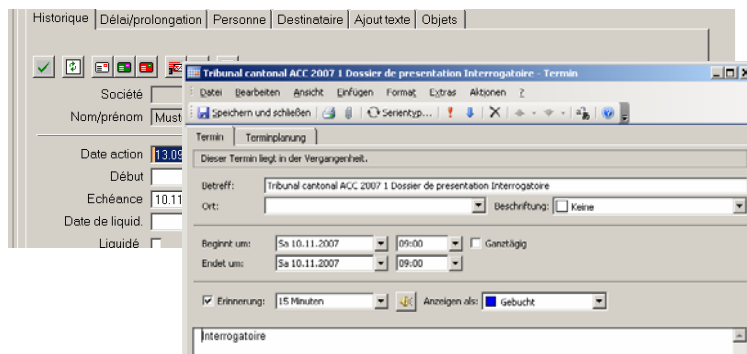 Historique Délai/prolongation Personne Destinataire Ajout texte Objets
Société
Nom/prénom Must
Date action 13.09
Début
Echéance 10.11
Date de liquid.
Liquidé
Tribunal cantonal ACC 2007 1 Dossier de presentation Interrogatoire - Termin
Datei Bearbeiten Ansicht Einfügen Format Extras Aktionen ?
Speichern und schließen Serientyp...
Termin Terminplanung
Dieser Termin liegt in der Vergangenheit.
Betreff: Tribunal cantonal ACC 2007 1 Dossier de presentation Interrogatoire
Ort: Beschriftung: Keine
Beginnt um: Sa 10.11.2007 09:00 Ganztägig
Endet um: Sa 10.11.2007 09:00
Erinnerung: 15 Minuten Anzeigen als: Gebucht
Interrogatoire